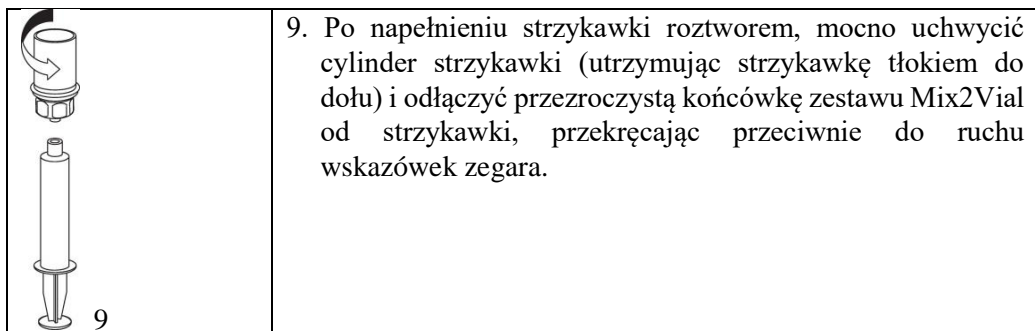 9. Po napełnieniu strzykawki roztworem, mocno uchwycić
cylinder strzykawki (utrzymując strzykawkę tłokiem do
dołu) i odłączyć przezroczystą końcówkę zestawu Mix2Vial
od strzykawki, przekręcając przeciwnie do ruchu
wskazówek zegara.
9